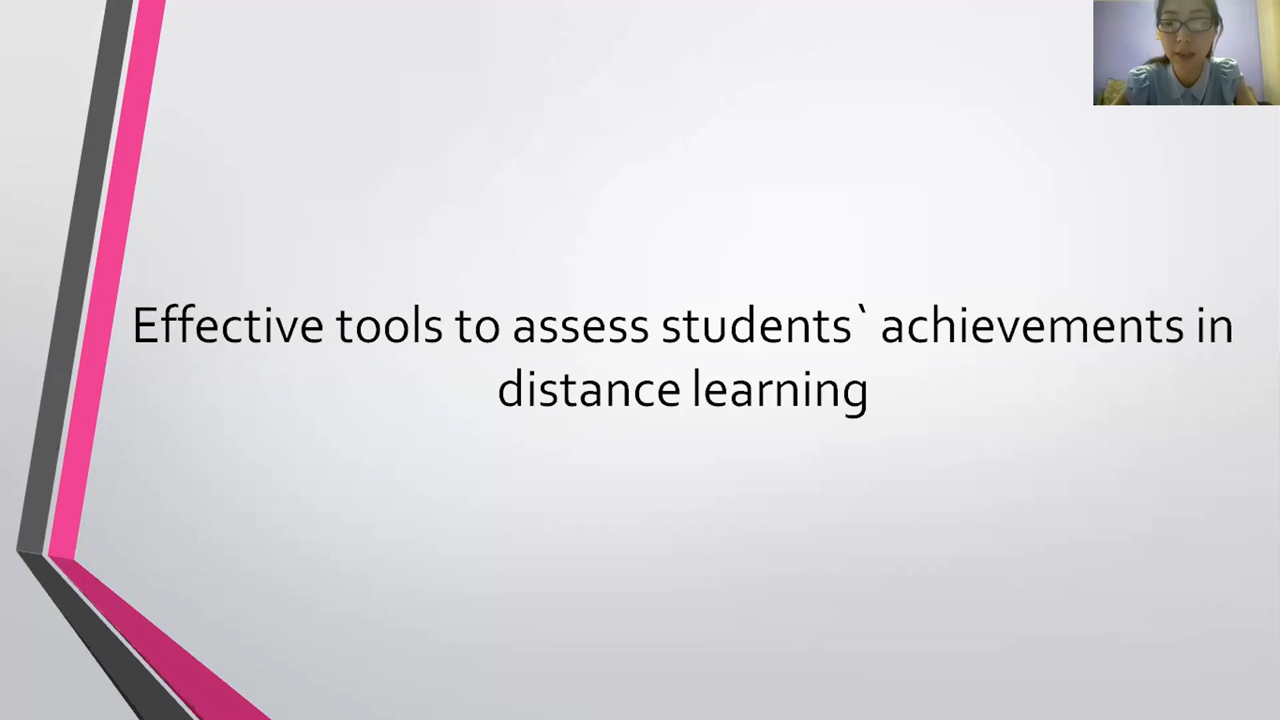 Effective tools to assess students` achievements in
distance learning